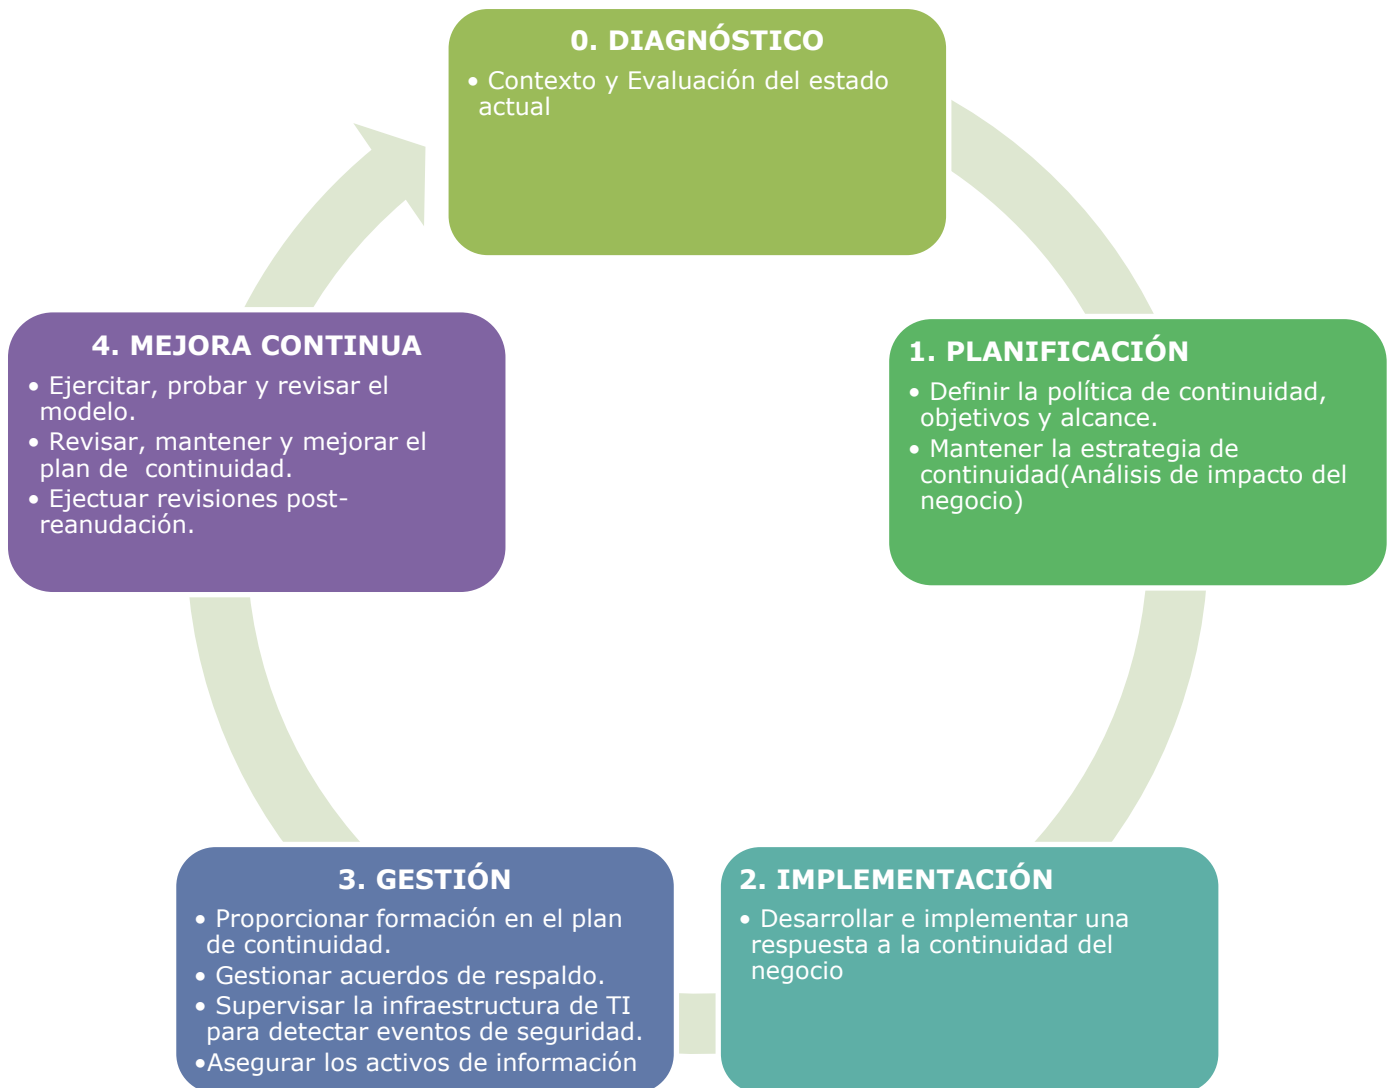 0. DIAGNÓSTICO
• Contexto y Evaluación del estado
actual
1. PLANIFICACIÓN
• Definir la política de continuidad,
objetivos y alcance.
• Mantener la estrategia de
continuidad(Análisis de impacto del
negocio)
2. IMPLEMENTACIÓN
• Desarrollar e implementar una
respuesta a la continuidad del
negocio
3. GESTIÓN
• Proporcionar formación en el plan
de continuidad.
• Gestionar acuerdos de respaldo.
• Supervisar la infraestructura de TI
para detectar eventos de seguridad.
•Asegurar los activos de información
4. MEJORA CONTINUA
• Ejercitar, probar y revisar el
modelo.
• Revisar, mantener y mejorar el
plan de  continuidad.
• Ejectuar revisiones post-
reanudación.